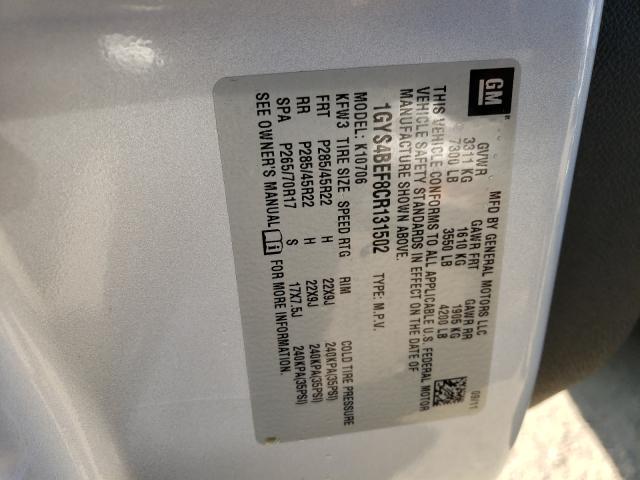 GM
MFD BY GENERAL MOTORS LLC 09/11
GVWR GAWR FRT GAWR RR
3311 KG 1610 KG 1905 KG
7300 LB 3550 LB 4200 LB
THIS VEHICLE CONFORMS TO ALL APPLICABLE U.S. FEDERAL MOTOR
VEHICLE SAFETY STANDARDS IN EFFECT ON THE DATE OF
MANUFACTURE SHOWN ABOVE.
1GYS4BEF8CR131502 TYPE: M.P.V.
MODEL: K10706
KFW3 TIRE SIZE SPEED RTG RIM COLD TIRE PRESSURE
FRT P285/45R22 H 22X9J 240KPA(35PSI)
RR P285/45R22 H 22X9J 240KPA(35PSI)
SPA P265/70R17 S 17X7.5J 240KPA(35PSI)
SEE OWNER'S MANUAL i FOR MORE INFORMATION.